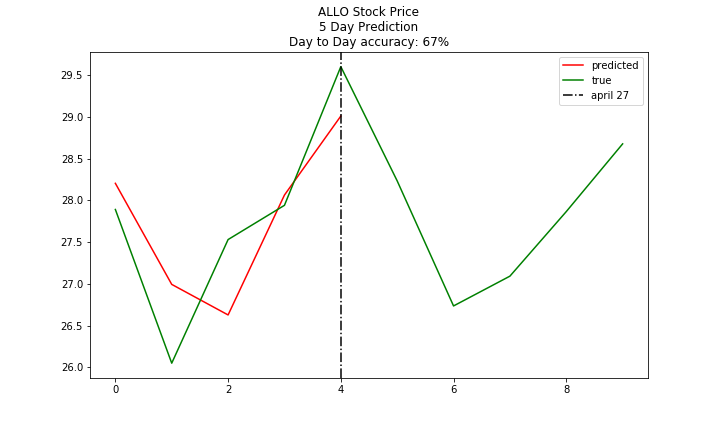 ALLO Stock Price
5 Day Prediction
Day to Day accuracy: 67%
predicted
true
april 27
29.5
29.0
28.5
28.0
27.5
27.0
26.5
26.0
0
2
4
6
8